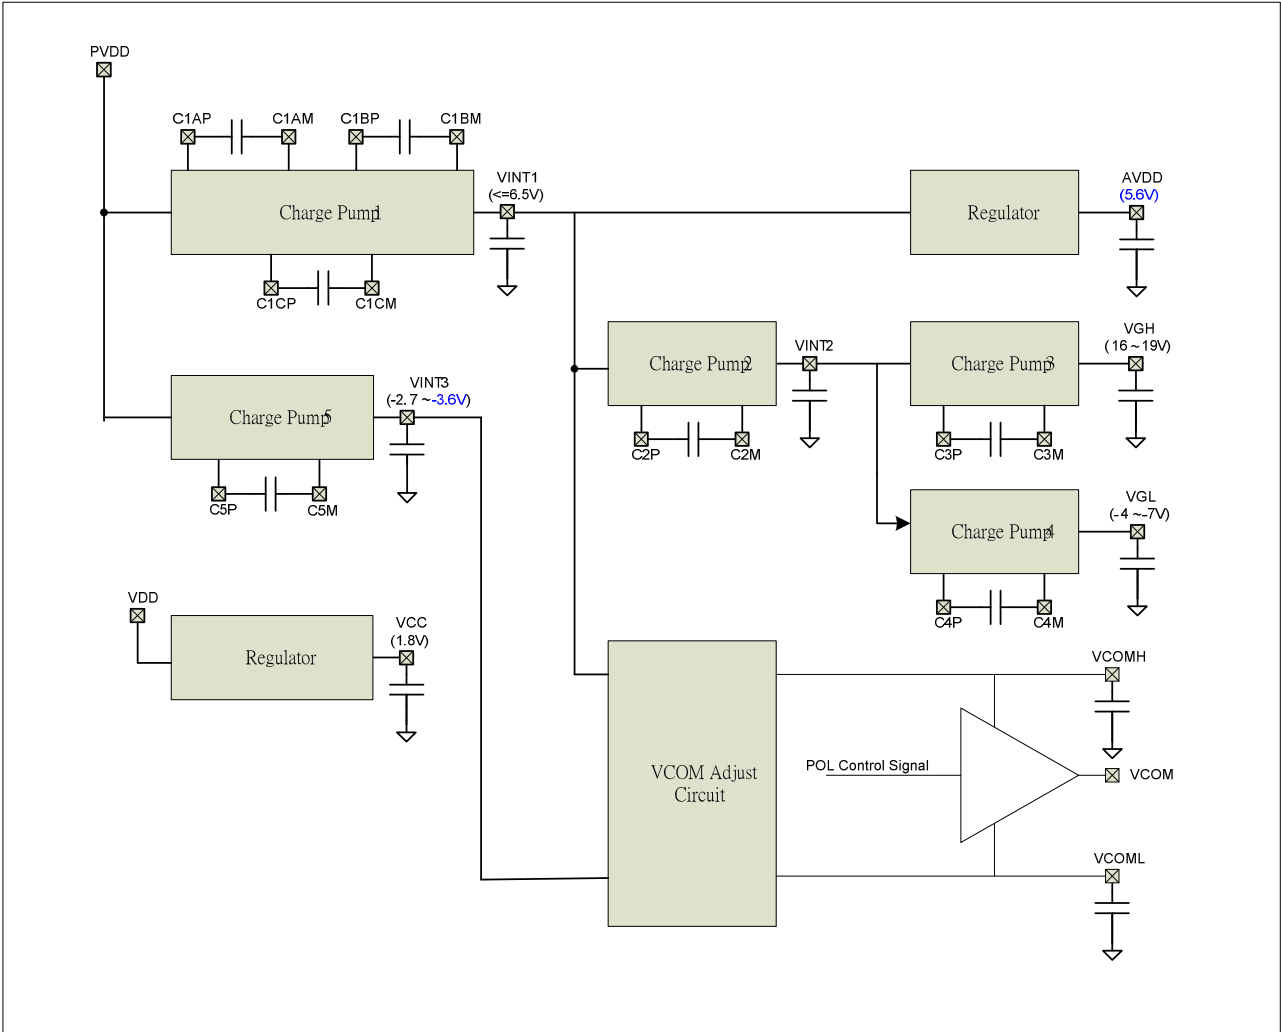 PVDD
C1AP
C1AM
C1BP
C1BM
Charge Pump1
VINT1
(<=6.5V)
Regulator
AVDD
(5.6V)
C1CP
C1CM
Charge Pump2
VINT2
Charge Pump3
VGH
( 16 ~ 19V)
C2P
C2M
C3P
C3M
Charge Pump5
VINT3
(-2. 7 ~ -3.6V)
C5P
C5M
Charge Pump4
VGL
(- 4 ~ -7V)
C4P
C4M
VDD
Regulator
VCC
(1.8V)
VCOM Adjust
Circuit
VCOMH
POL Control Signal
VCOM
VCOML